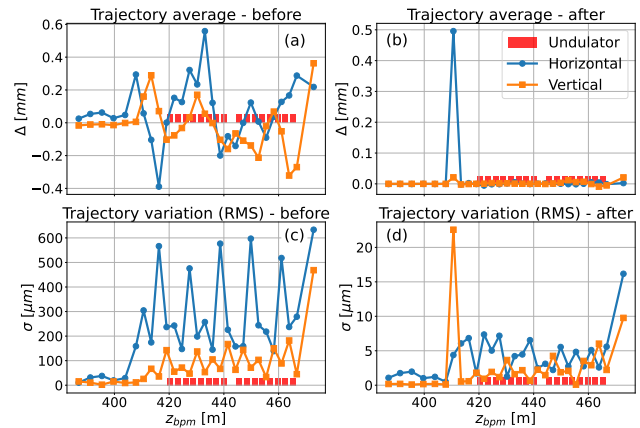 Trajectory average - before
Trajectory average - after
(a)
(b)
Undulator
Horizontal
Vertical
Δ [mm]
0.6
0.4
0.2
0.0
−0.2
−0.4
Δ [mm]
0.5
0.4
0.3
0.2
0.1
0.0
Trajectory variation (RMS) - before
Trajectory variation (RMS) - after
(c)
(d)
σ [μm]
600
500
400
300
200
100
0
σ [μm]
20
15
10
5
0
400 420 440 460
400 420 440 460
z_bpm [m]
z_bpm [m]